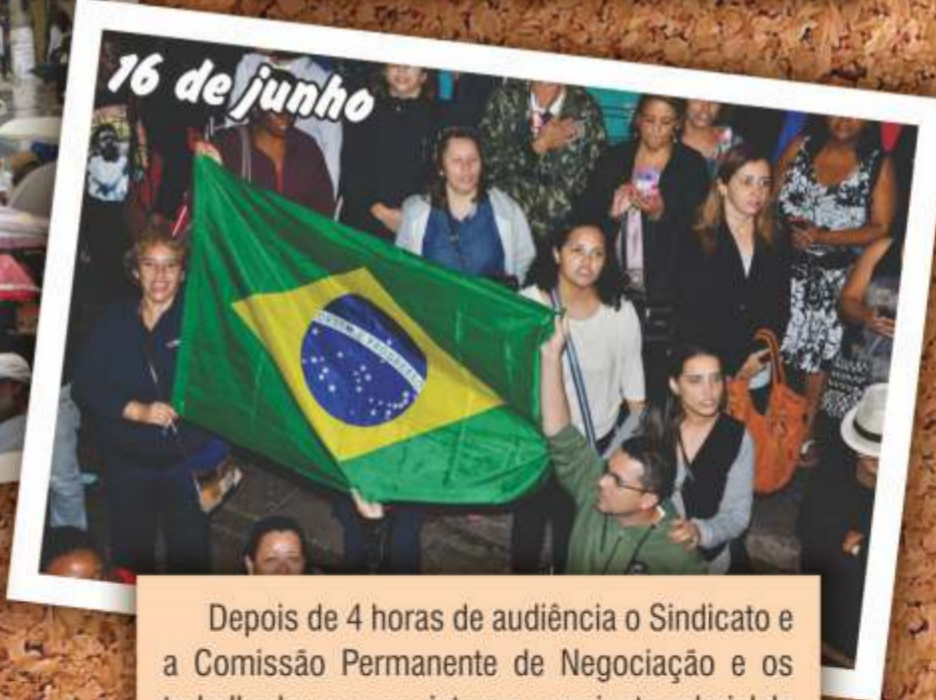 16 de junho
ORDEM E PROGRESSO
Depois de 4 horas de audiência o Sindicato e
a Comissão Permanente de Negociação e os